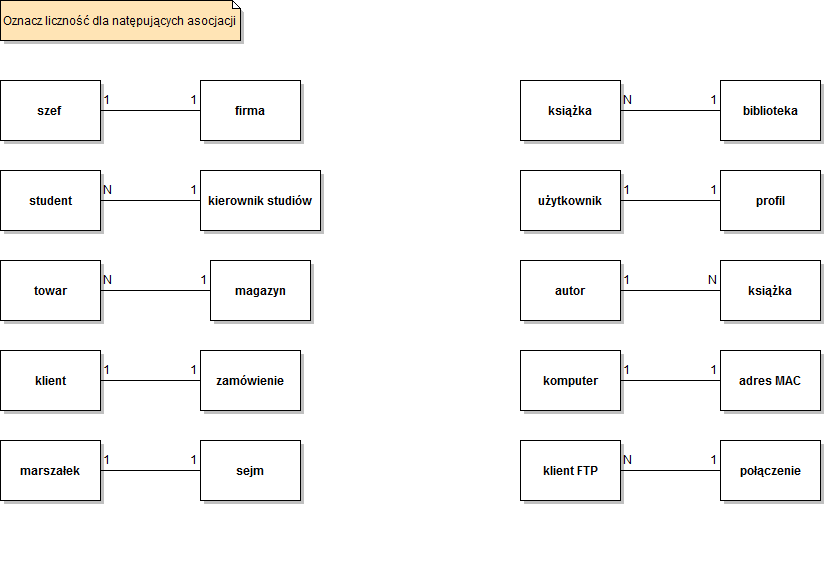 Oznacz liczność dla natępujących asocjacji
szef 1 1 firma
książka N 1 biblioteka
student N 1 kierownik studiów
użytkownik 1 1 profil
towar N 1 magazyn
autor 1 N książka
klient 1 1 zamówienie
komputer 1 1 adres MAC
marszałek 1 1 sejm
klient FTP N 1 połączenie